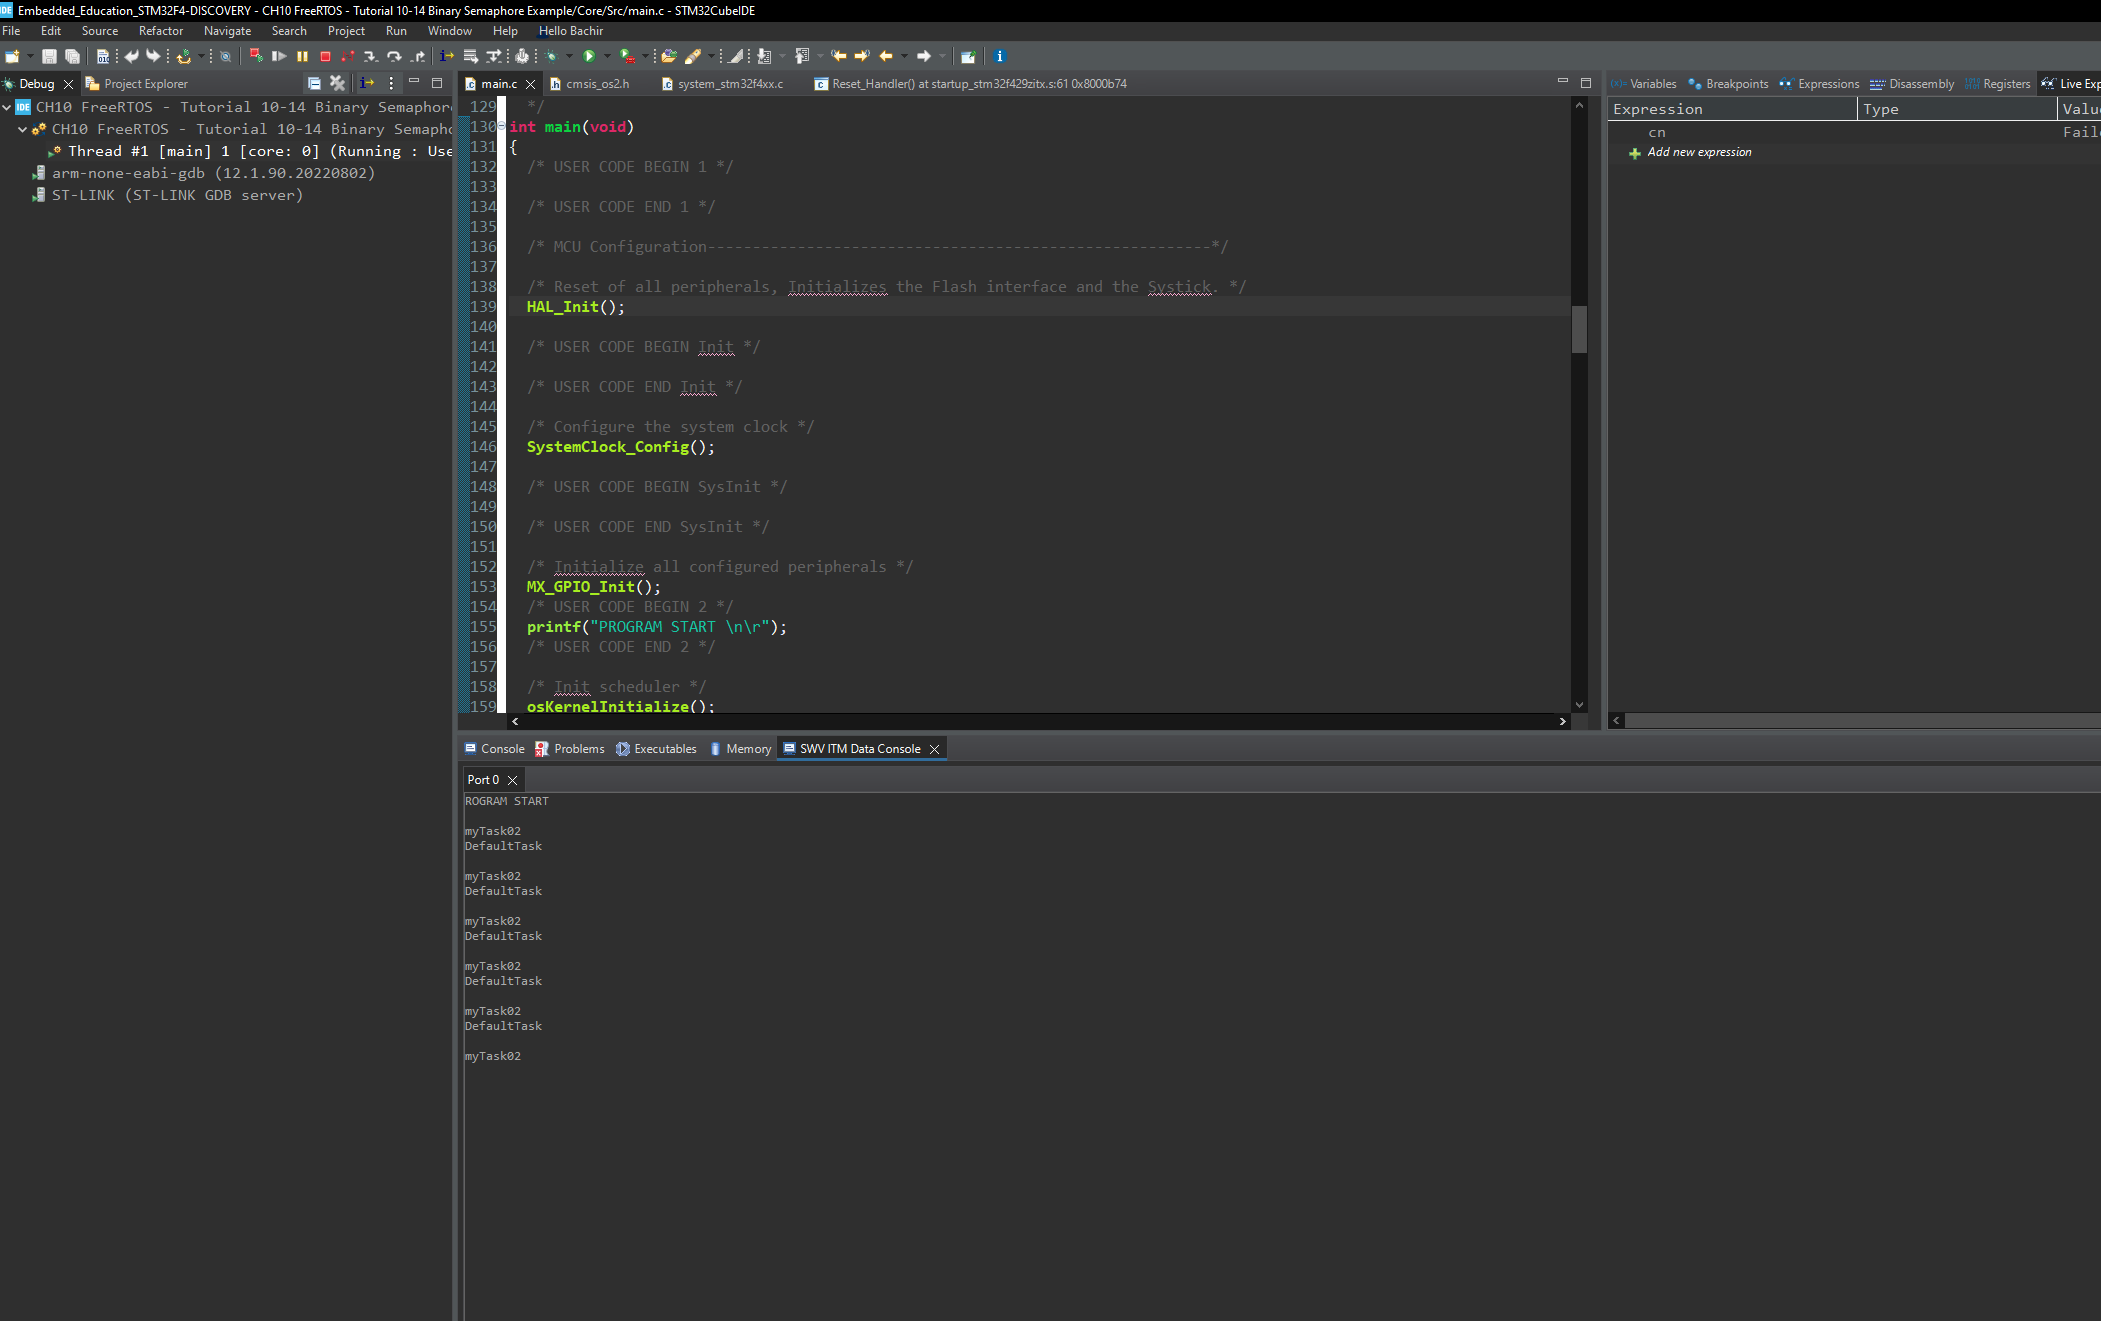 IDE Embedded_Education_STM32F4-DISCOVERY - CH10 FreeRTOS - Tutorial 10-14 Binary Semaphore Example/Core/Src/main.c - STM32CubeIDE
File Edit Source Refactor Navigate Search Project Run Window Help Hello Bachir
Debug Project Explorer
IDE CH10 FreeRTOS - Tutorial 10-14 Binary Semaphor
CH10 FreeRTOS - Tutorial 10-14 Binary Semapho
Thread #1 [main] 1 [core: 0] (Running : Use
arm-none-eabi-gdb (12.1.90.20220802)
ST-LINK (ST-LINK GDB server)
main.c cmsis_os2.h system_stm32f4xx.c Reset_Handler() at startup_stm32f429zitx.s:61 0x8000b74
129 */
130 int main(void)
131 {
132 /* USER CODE BEGIN 1 */
133
134 /* USER CODE END 1 */
135
136 /* MCU Configuration--------------------------------------------------------*/
137
138 /* Reset of all peripherals, Initializes the Flash interface and the Systick. */
139 HAL_Init();
140
141 /* USER CODE BEGIN Init */
142
143 /* USER CODE END Init */
144
145 /* Configure the system clock */
146 SystemClock_Config();
147
148 /* USER CODE BEGIN SysInit */
149
150 /* USER CODE END SysInit */
151
152 /* Initialize all configured peripherals */
153 MX_GPIO_Init();
154 /* USER CODE BEGIN 2 */
155 printf("PROGRAM START \n\r");
156 /* USER CODE END 2 */
157
158 /* Init scheduler */
159 osKernelInitialize();
Variables Breakpoints Expressions Disassembly Registers Live Exp
Expression Type Valu
cn Faile
Add new expression
Console Problems Executables Memory SWV ITM Data Console
Port 0
ROGRAM START
myTask02
DefaultTask
myTask02
DefaultTask
myTask02
DefaultTask
myTask02
DefaultTask
myTask02
DefaultTask
myTask02